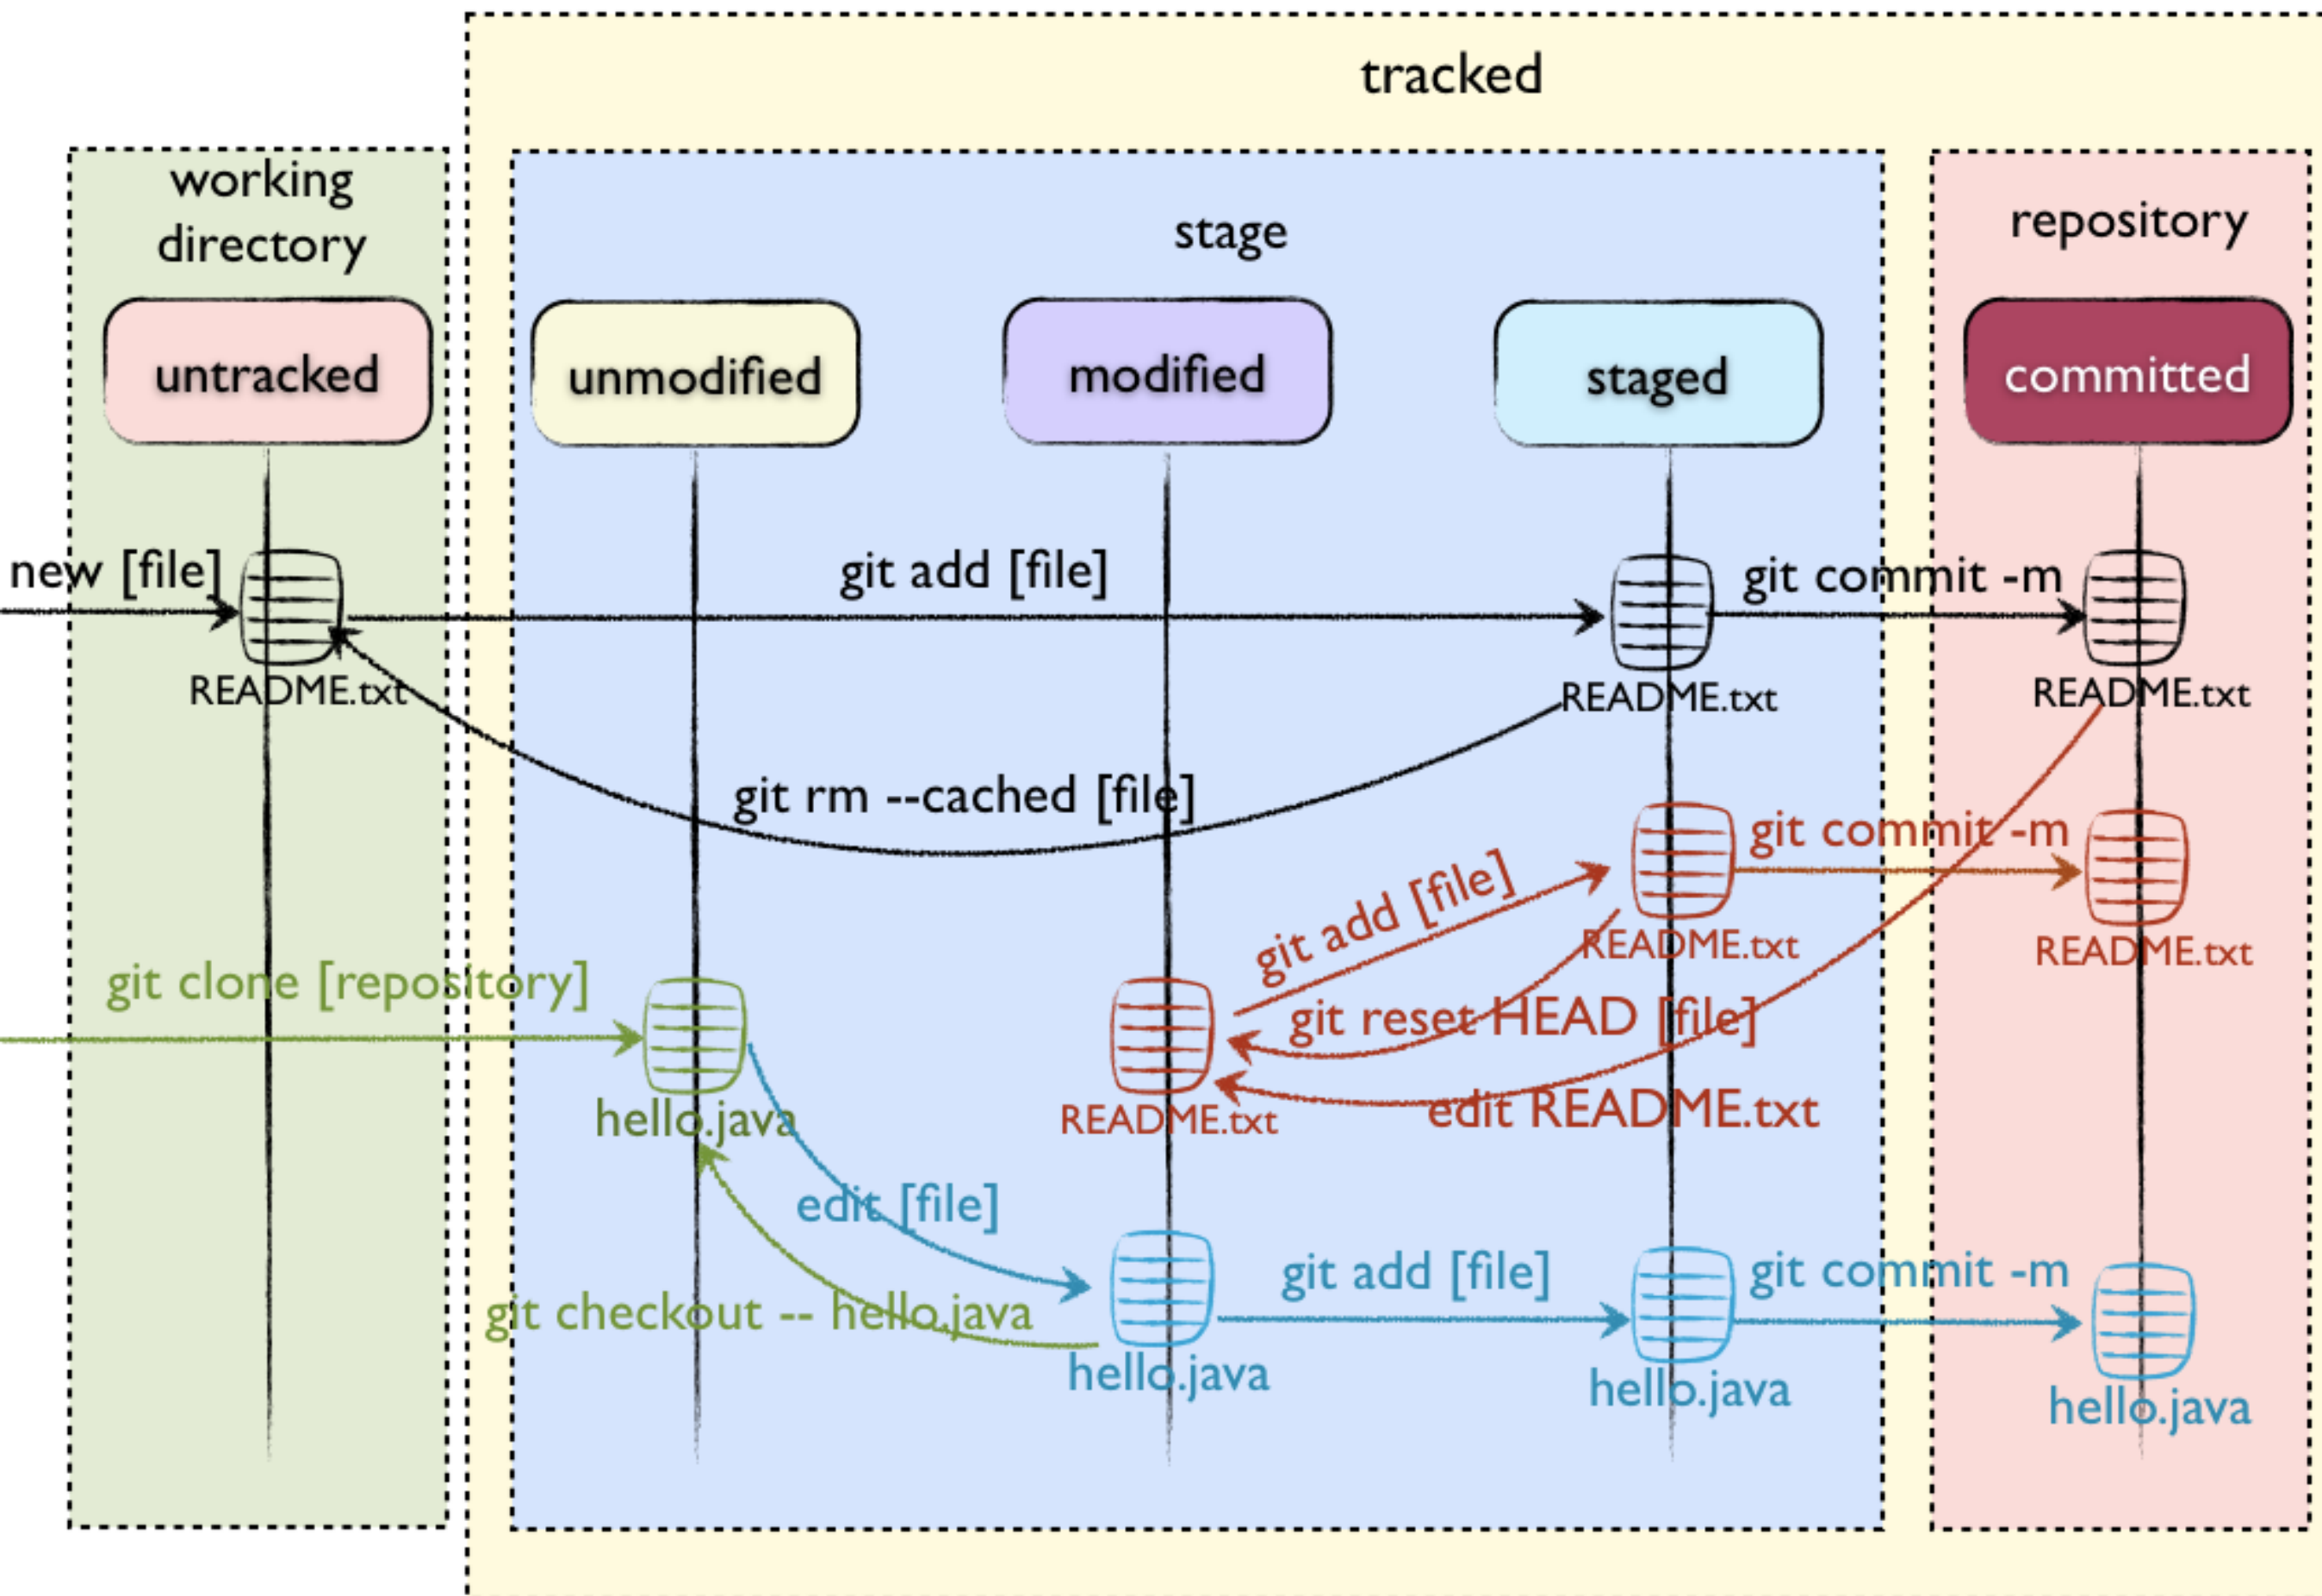 tracked
working
directory
stage
repository
untracked
unmodified
modified
staged
committed
new [file]
git add [file]
git commit -m
README.txt
README.txt
README.txt
git rm --cached [file]
git commit -m
git add [file]
README.txt
README.txt
git clone [repository]
git reset HEAD [file]
hello.java
README.txt
edit README.txt
edit [file]
git add [file]
git commit -m
git checkout -- hello.java
hello.java
hello.java
hello.java